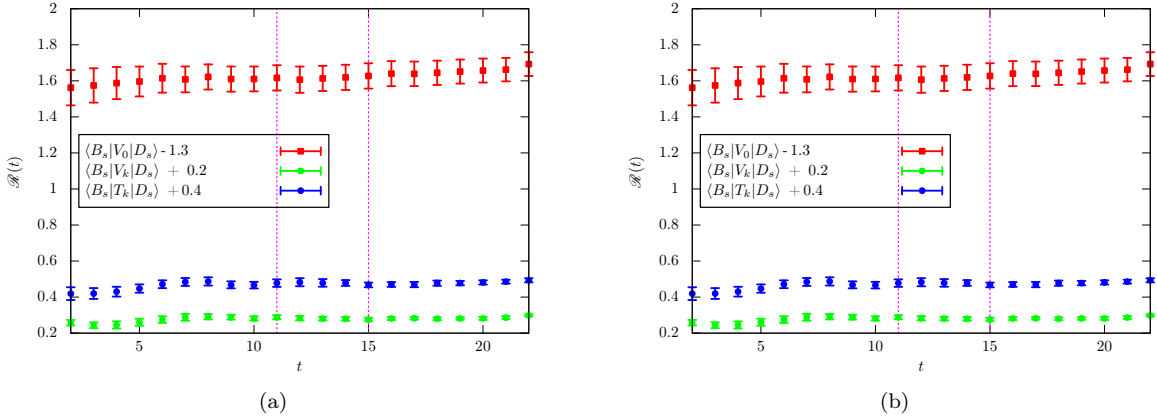 2
1.8
1.6
1.4
1.2
1
0.8
0.6
0.4
0.2
ℛ(t)
⟨B_s|V_0|D_s⟩ - 1.3
⟨B_s|V_k|D_s⟩ + 0.2
⟨B_s|T_k|D_s⟩ + 0.4
5 10 15 20
t
(a)
2
1.8
1.6
1.4
1.2
1
0.8
0.6
0.4
0.2
ℛ(t)
⟨B_s|V_0|D_s⟩ - 1.3
⟨B_s|V_k|D_s⟩ + 0.2
⟨B_s|T_k|D_s⟩ + 0.4
5 10 15 20
t
(b)